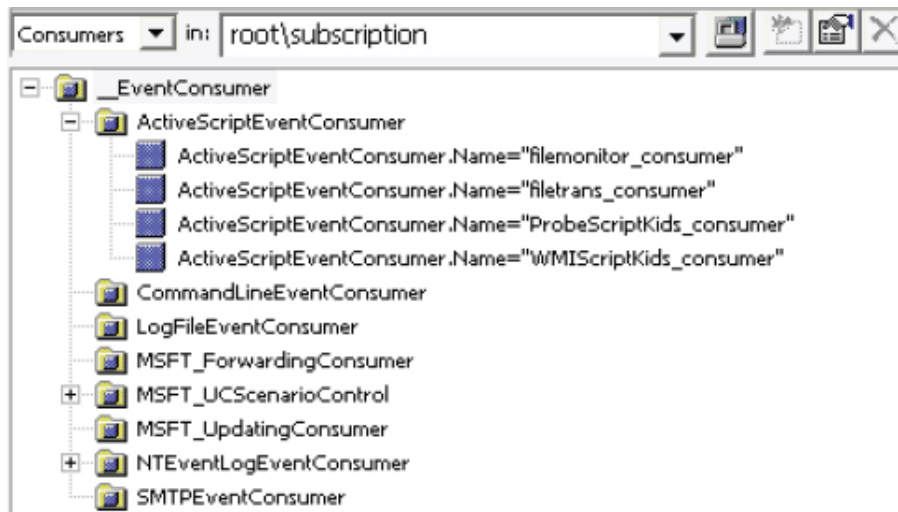 Consumers in: root\subscription
__EventConsumer
ActiveScriptEventConsumer
ActiveScriptEventConsumer.Name="filemonitor_consumer"
ActiveScriptEventConsumer.Name="filetrans_consumer"
ActiveScriptEventConsumer.Name="ProbeScriptKids_consumer"
ActiveScriptEventConsumer.Name="WMIScriptKids_consumer"
CommandLineEventConsumer
LogFileEventConsumer
MSFT_ForwardingConsumer
MSFT_UCScenarioControl
MSFT_UpdatingConsumer
NTEventLogEventConsumer
SMTPEventConsumer